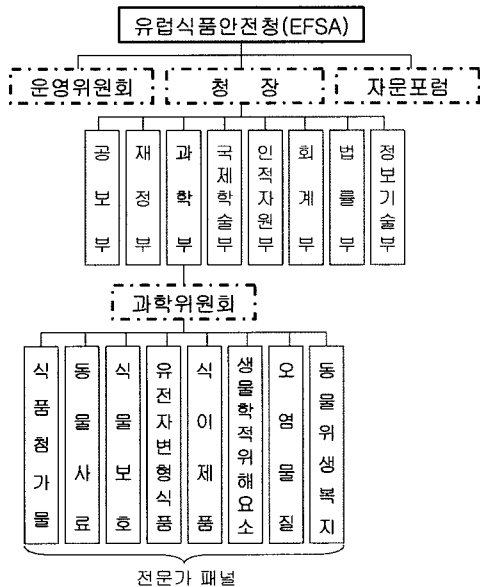 유럽식품안전청(EFSA)
운영위원회
청 장
자문포럼
공보부
재정부
과학부
국제학술부
인적자원부
회계부
법률부
정보기술부
과학위원회
식품첨가물
동물사료
식물보호
유전자변형식품
식이제품
생물학적위해요소
오염물질
동물위생복지
전문가 패널